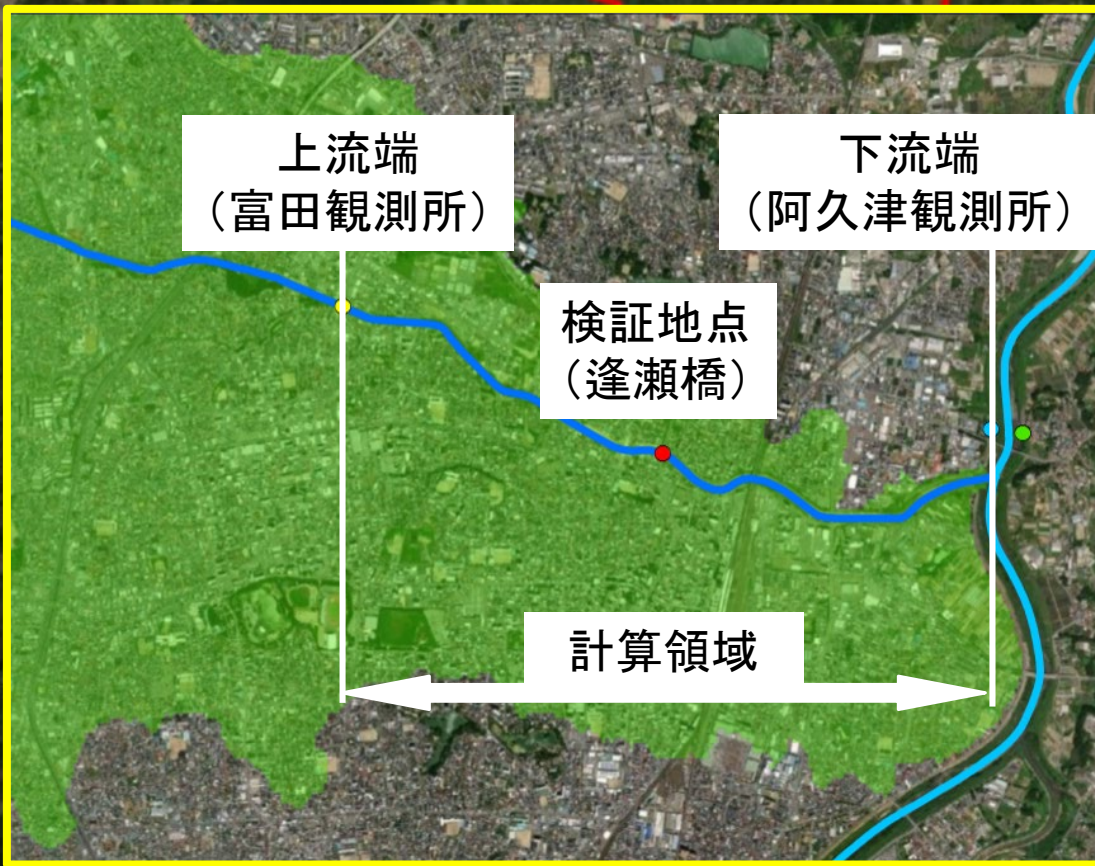 上流端
（富田観測所）
下流端
（阿久津観測所）
検証地点
（逢瀬橋）
計算領域